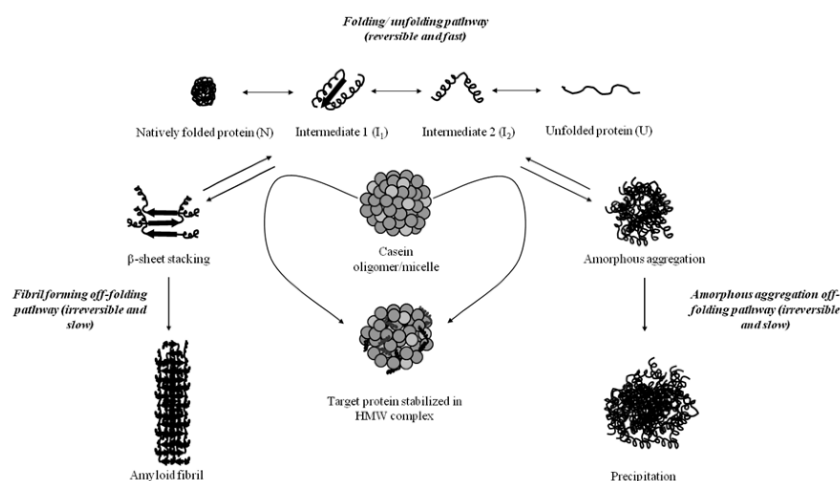 Folding/unfolding pathway
(reversible and fast)
Natively folded protein (N)
Intermediate 1 (I₁)
Intermediate 2 (I₂)
Unfolded protein (U)
β-sheet stacking
Casein
oligomer/micelle
Amorphous aggregation
Fibril forming off-folding
pathway (irreversible and
slow)
Amorphous aggregation off-
folding pathway (irreversible
and slow)
Target protein stabilized in
HMW complex
Amyloid fibril
Precipitation